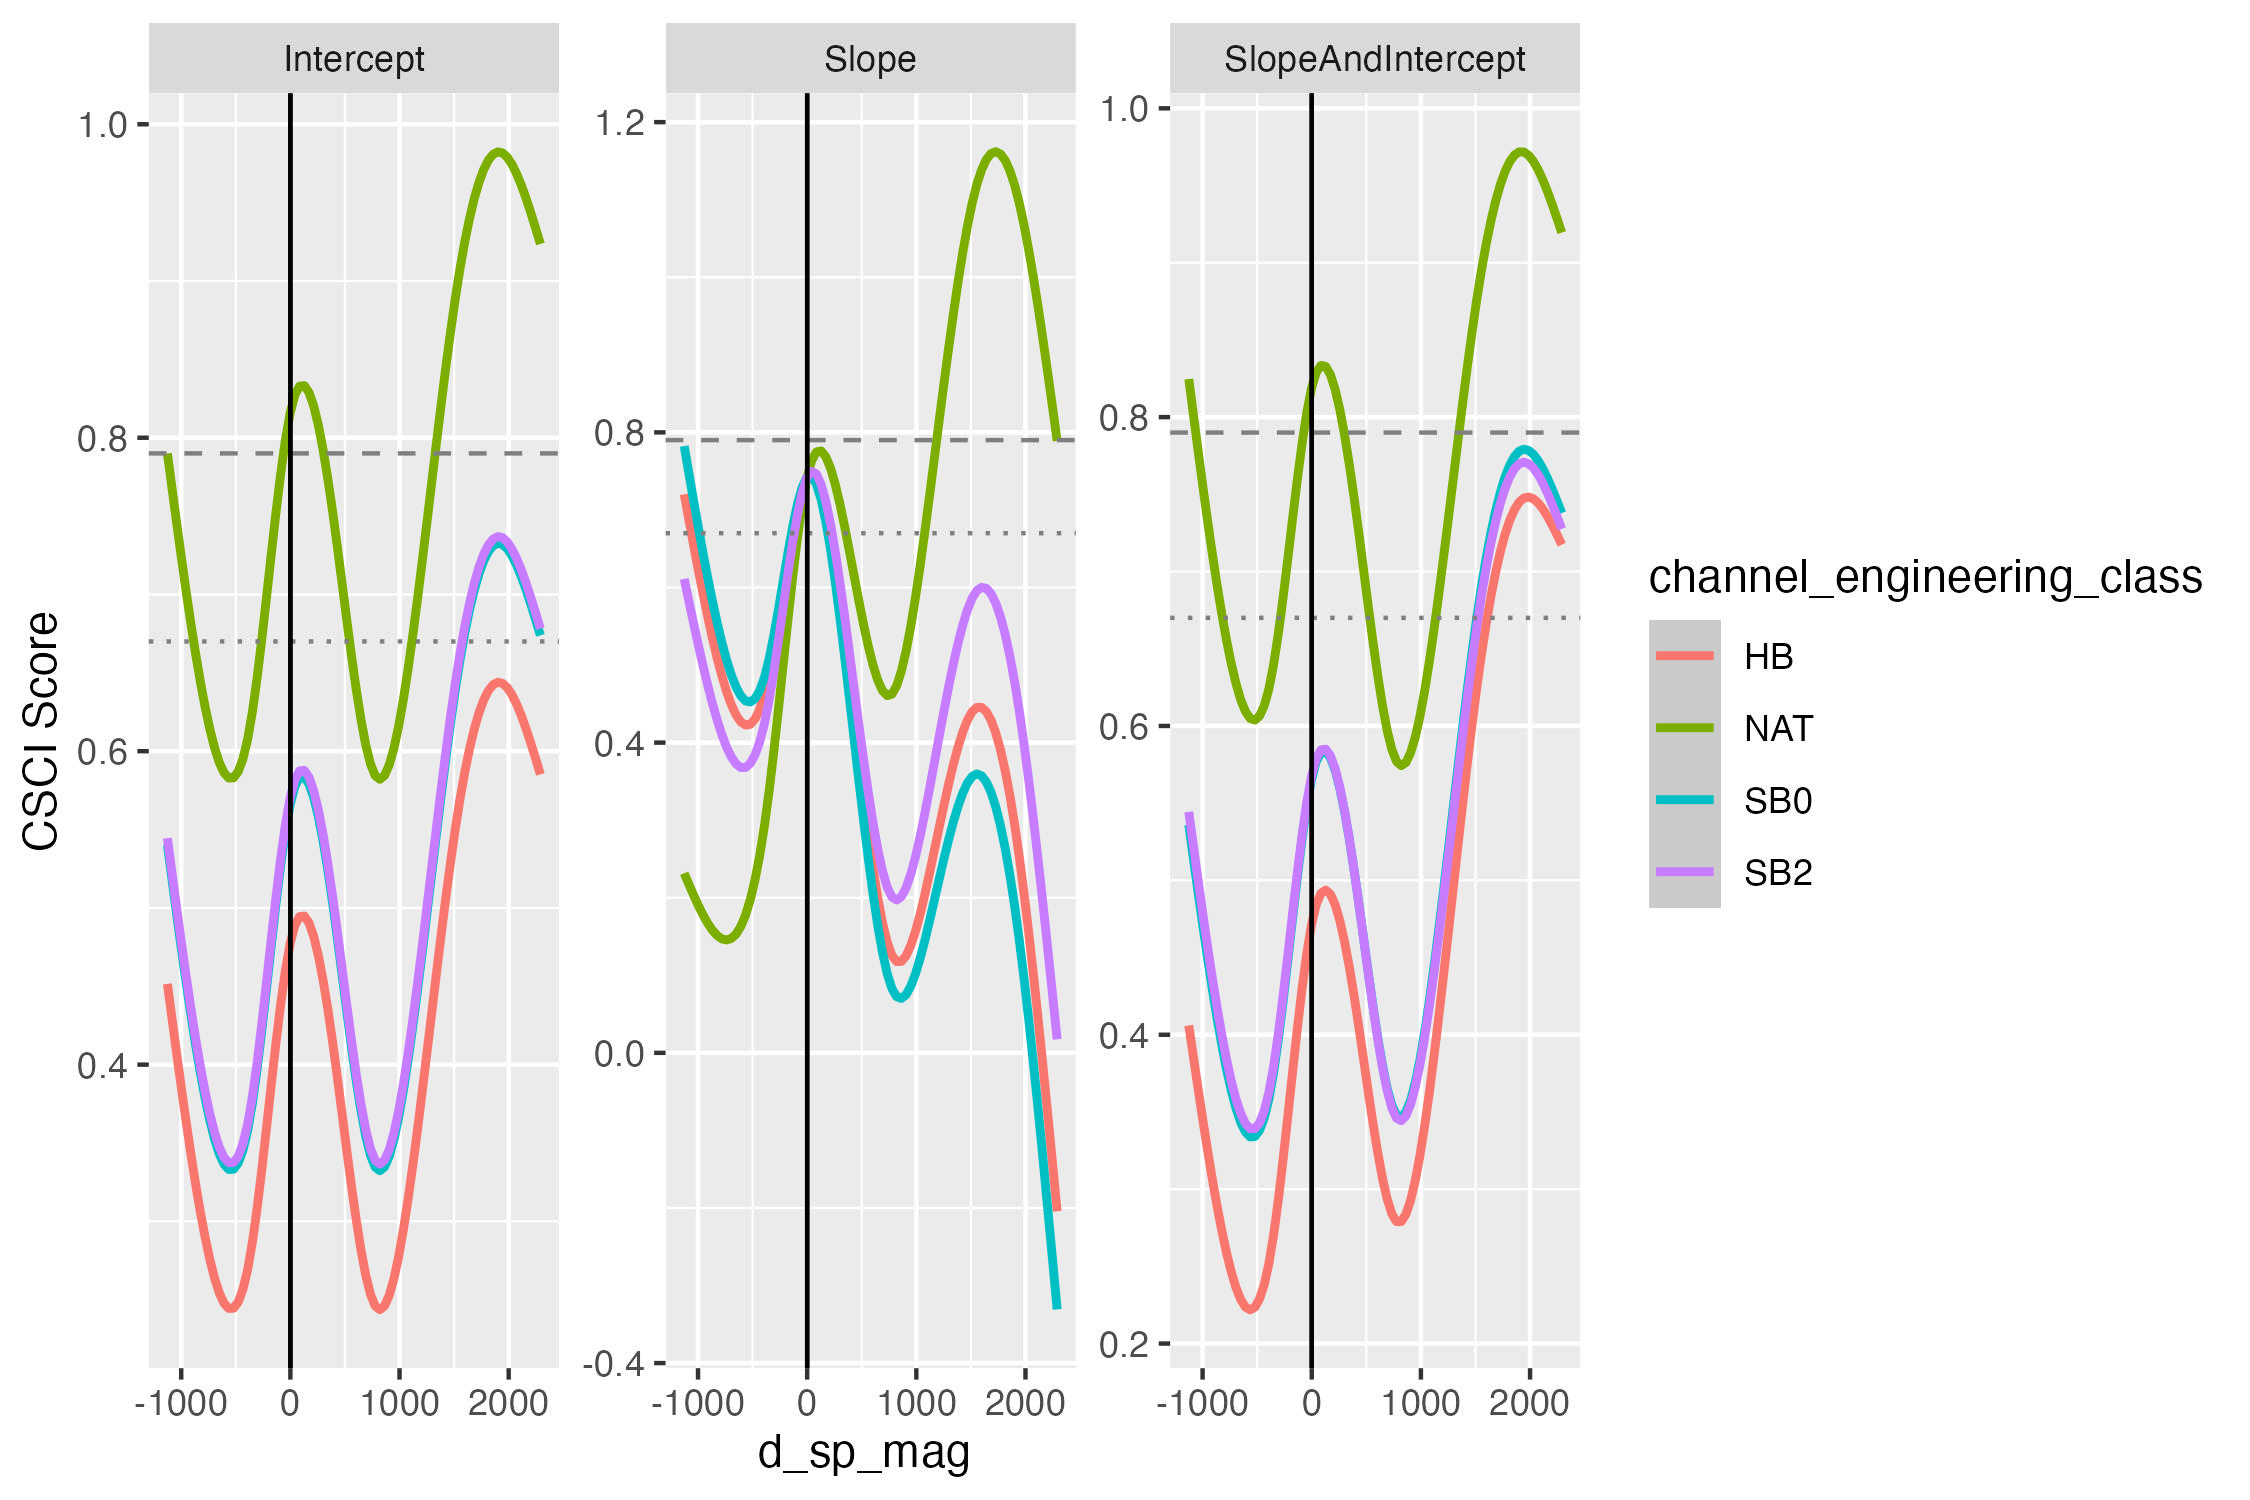 Intercept
Slope
SlopeAndIntercept
1.0
0.8
0.6
0.4
1.2
0.8
0.4
0.0
-0.4
1.0
0.8
0.6
0.4
0.2
CSCI Score
-1000 0 1000 2000
-1000 0 1000 2000
-1000 0 1000 2000
d_sp_mag
channel_engineering_class
HB
NAT
SB0
SB2